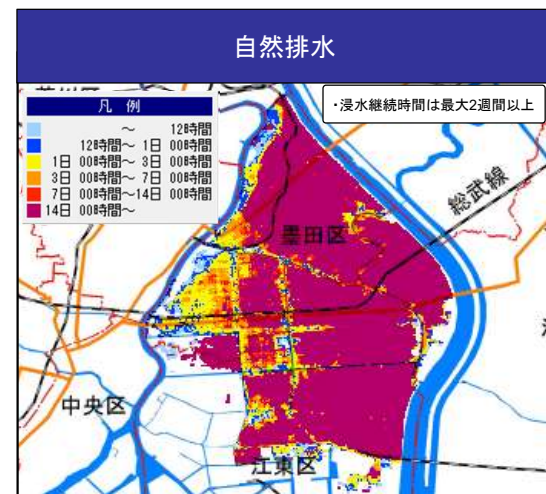 自然排水
・浸水継続時間は最大2週間以上
凡 例
～ 12時間
12時間～ 1日 00時間
1日 00時間～ 3日 00時間
3日 00時間～ 7日 00時間
7日 00時間～14日 00時間
14日 00時間～
総武線
墨田区
中央区
江東区